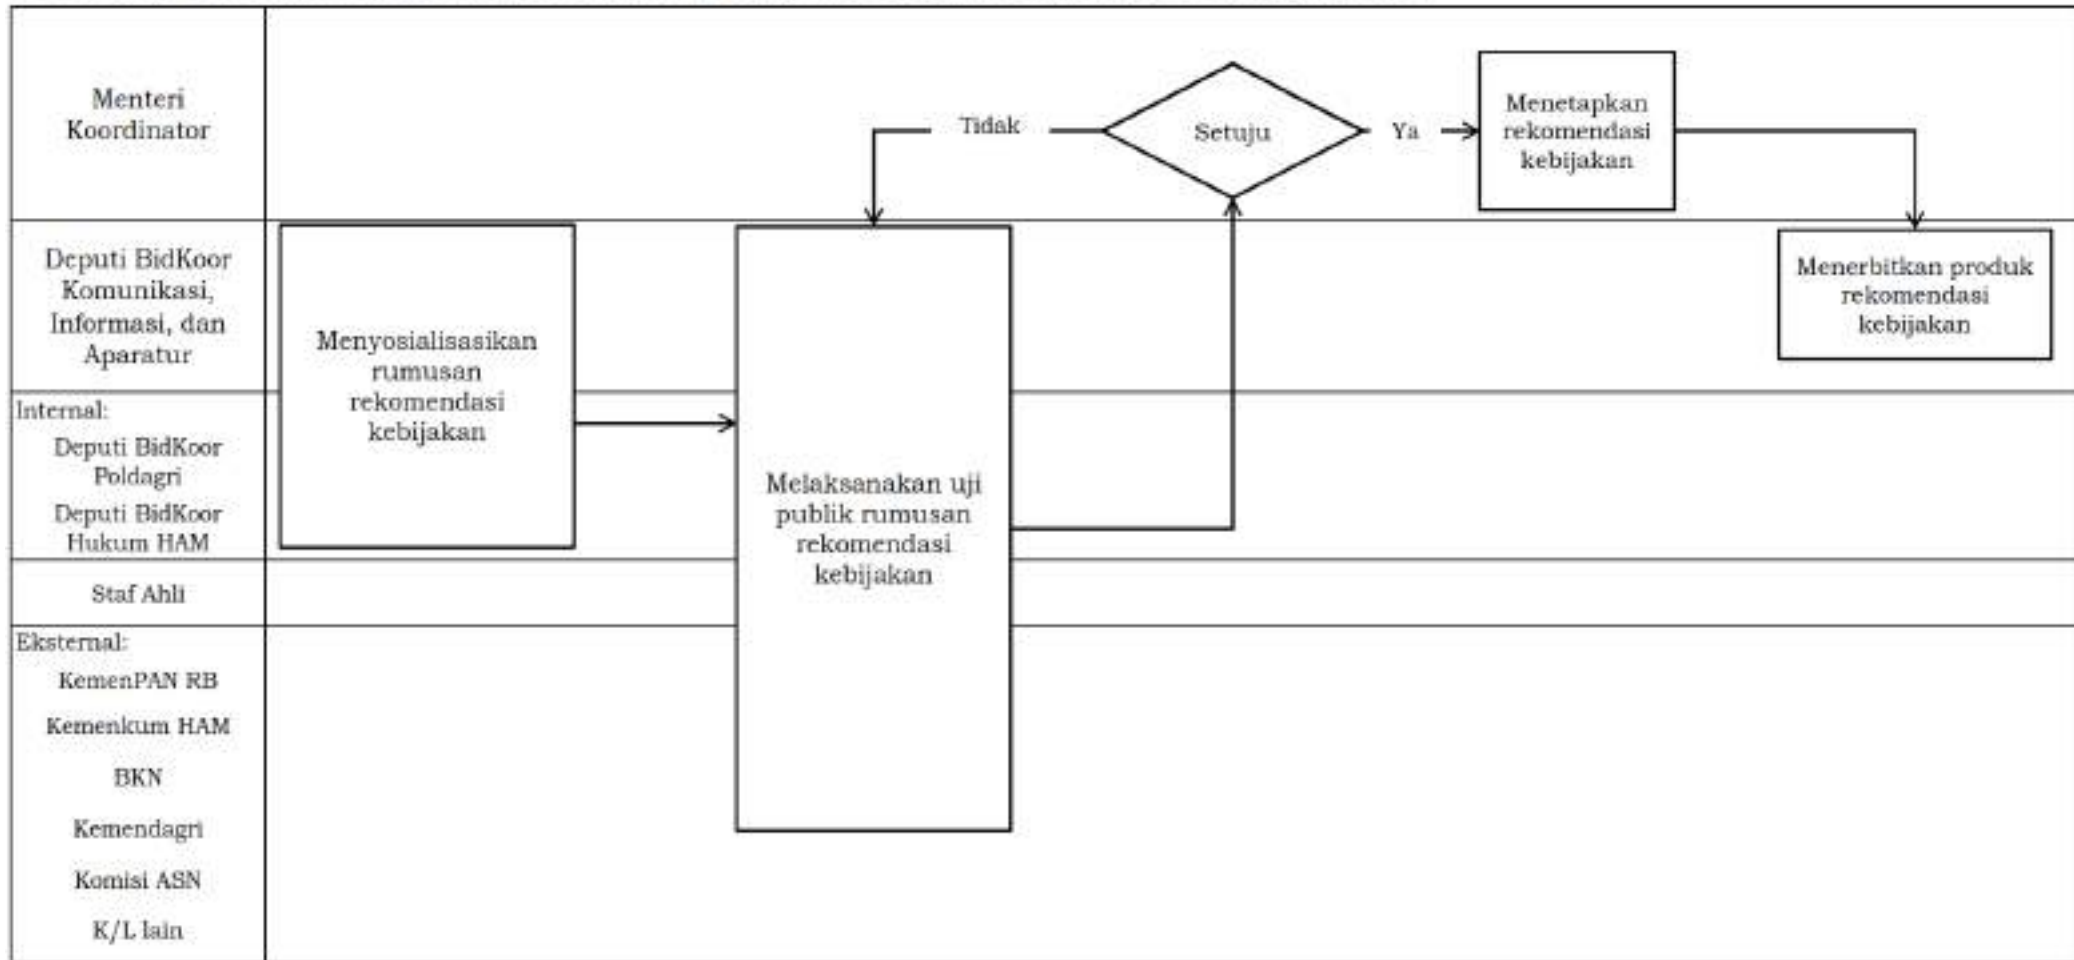 Menteri
Koordinator
Tidak
Setuju
Ya
Menetapkan
rekomendasi
kebijakan
Deputi BidKoor
Komunikasi,
Informasi, dan
Aparatur
Menyosialisasikan
rumusan
rekomendasi
kebijakan
Menerbitkan produk
rekomendasi
kebijakan
Internal:
Deputi BidKoor
Poldagri
Deputi BidKoor
Hukum HAM
Melaksanakan uji
publik rumusan
rekomendasi
kebijakan
Staf Ahli
Eksternal:
KemenPAN RB
Kemenkum HAM
BKN
Kemendagri
Komisi ASN
K/L lain